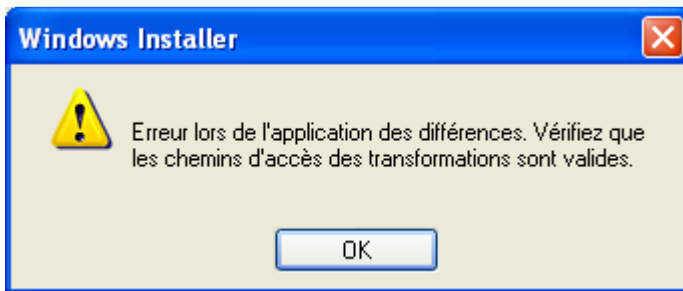 Windows Installer
Erreur lors de l'application des différences. Vérifiez que
les chemins d'accès des transformations sont valides.
OK